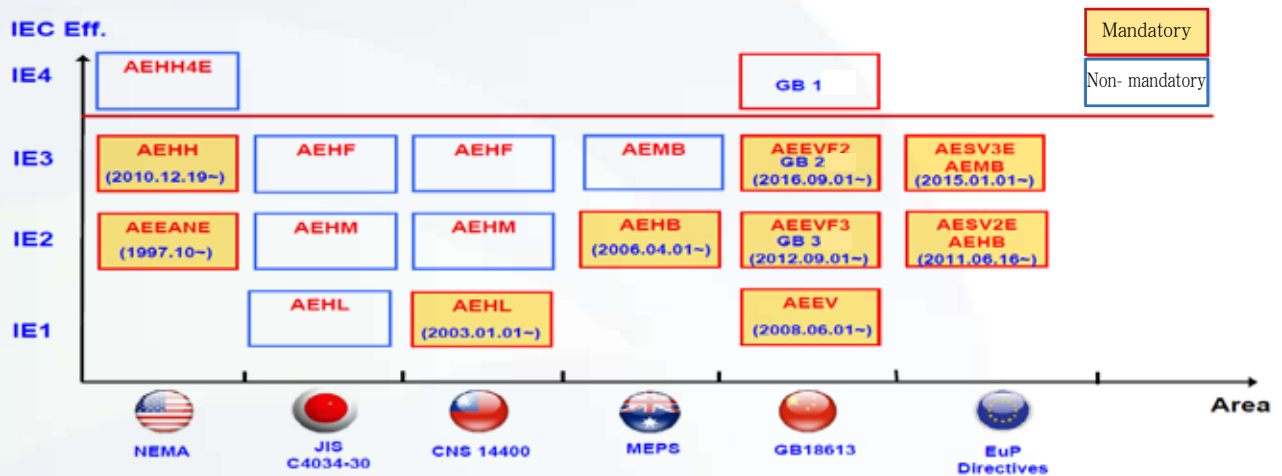 IEC Eff.
Mandatory
Non- mandatory
IE4
AEHH4E
GB 1
IE3
AEHH
(2010.12.19~)
AEHF
AEHF
AEMB
AEEVF2
GB 2
(2016.09.01~)
AESV3E
AEMB
(2015.01.01~)
IE2
AEEANE
(1997.10~)
AEHM
AEHM
AEHB
(2006.04.01~)
AEEVF3
GB 3
(2012.09.01~)
AESV2E
AEHB
(2011.06.16~)
IE1
AEHL
AEHL
(2003.01.01~)
AEEV
(2008.06.01~)
Area
NEMA
JIS
C4034-30
CNS 14400
MEPS
GB18613
EuP
Directives